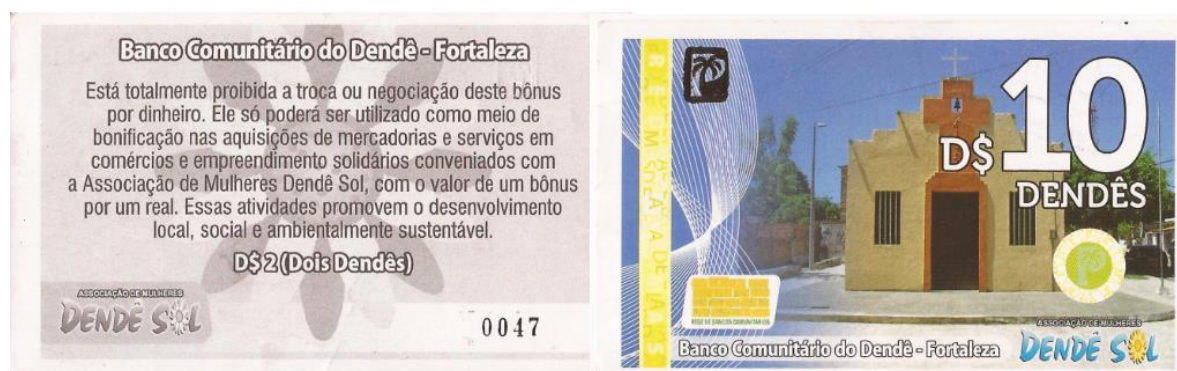 Banco Comunitário do Dendê - Fortaleza
Está totalmente proibida a troca ou negociação deste bônus
por dinheiro. Ele só poderá ser utilizado como meio de
bonificação nas aquisições de mercadorias e serviços em
comércios e empreendimento solidários conveniados com
a Associação de Mulheres Dendê Sol, com o valor de um bônus
por um real. Essas atividades promovem o desenvolvimento
local, social e ambientalmente sustentável.
D$ 2 (Dois Dendês)
ASSOCIAÇÃO DE MULHERES
DENDÊ SOL
0047
D$ 10
DENDÊS
REDE DE BANCOS COMUNITÁRIOS
Banco Comunitário do Dendê - Fortaleza
ASSOCIAÇÃO DE MULHERES
DENDÊ SOL